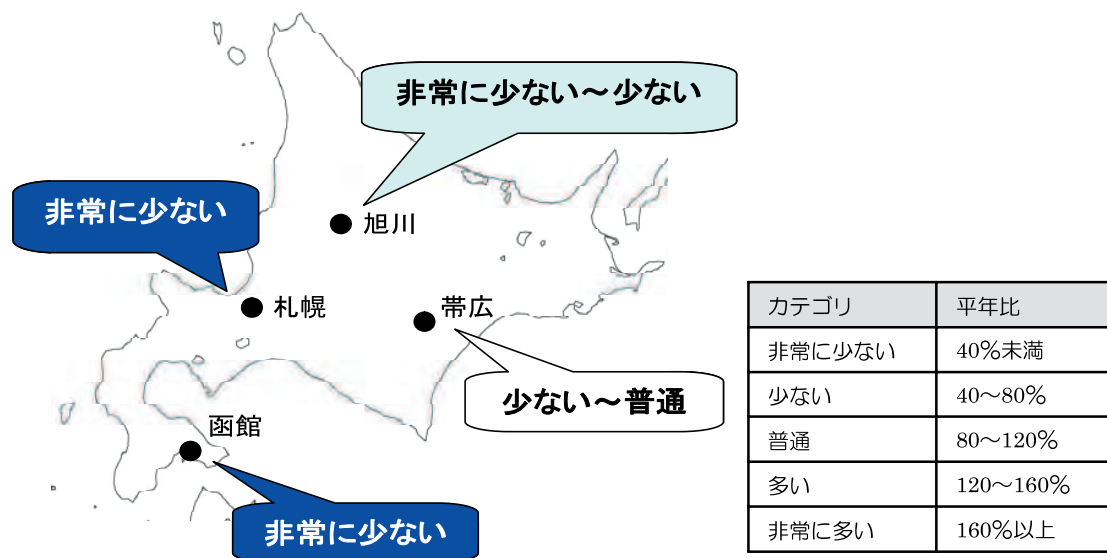 非常に少ない～少ない
非常に少ない
旭川
札幌
帯広
少ない～普通
函館
非常に少ない
カテゴリ 平年比
非常に少ない 40%未満
少ない 40～80%
普通 80～120%
多い 120～160%
非常に多い 160%以上